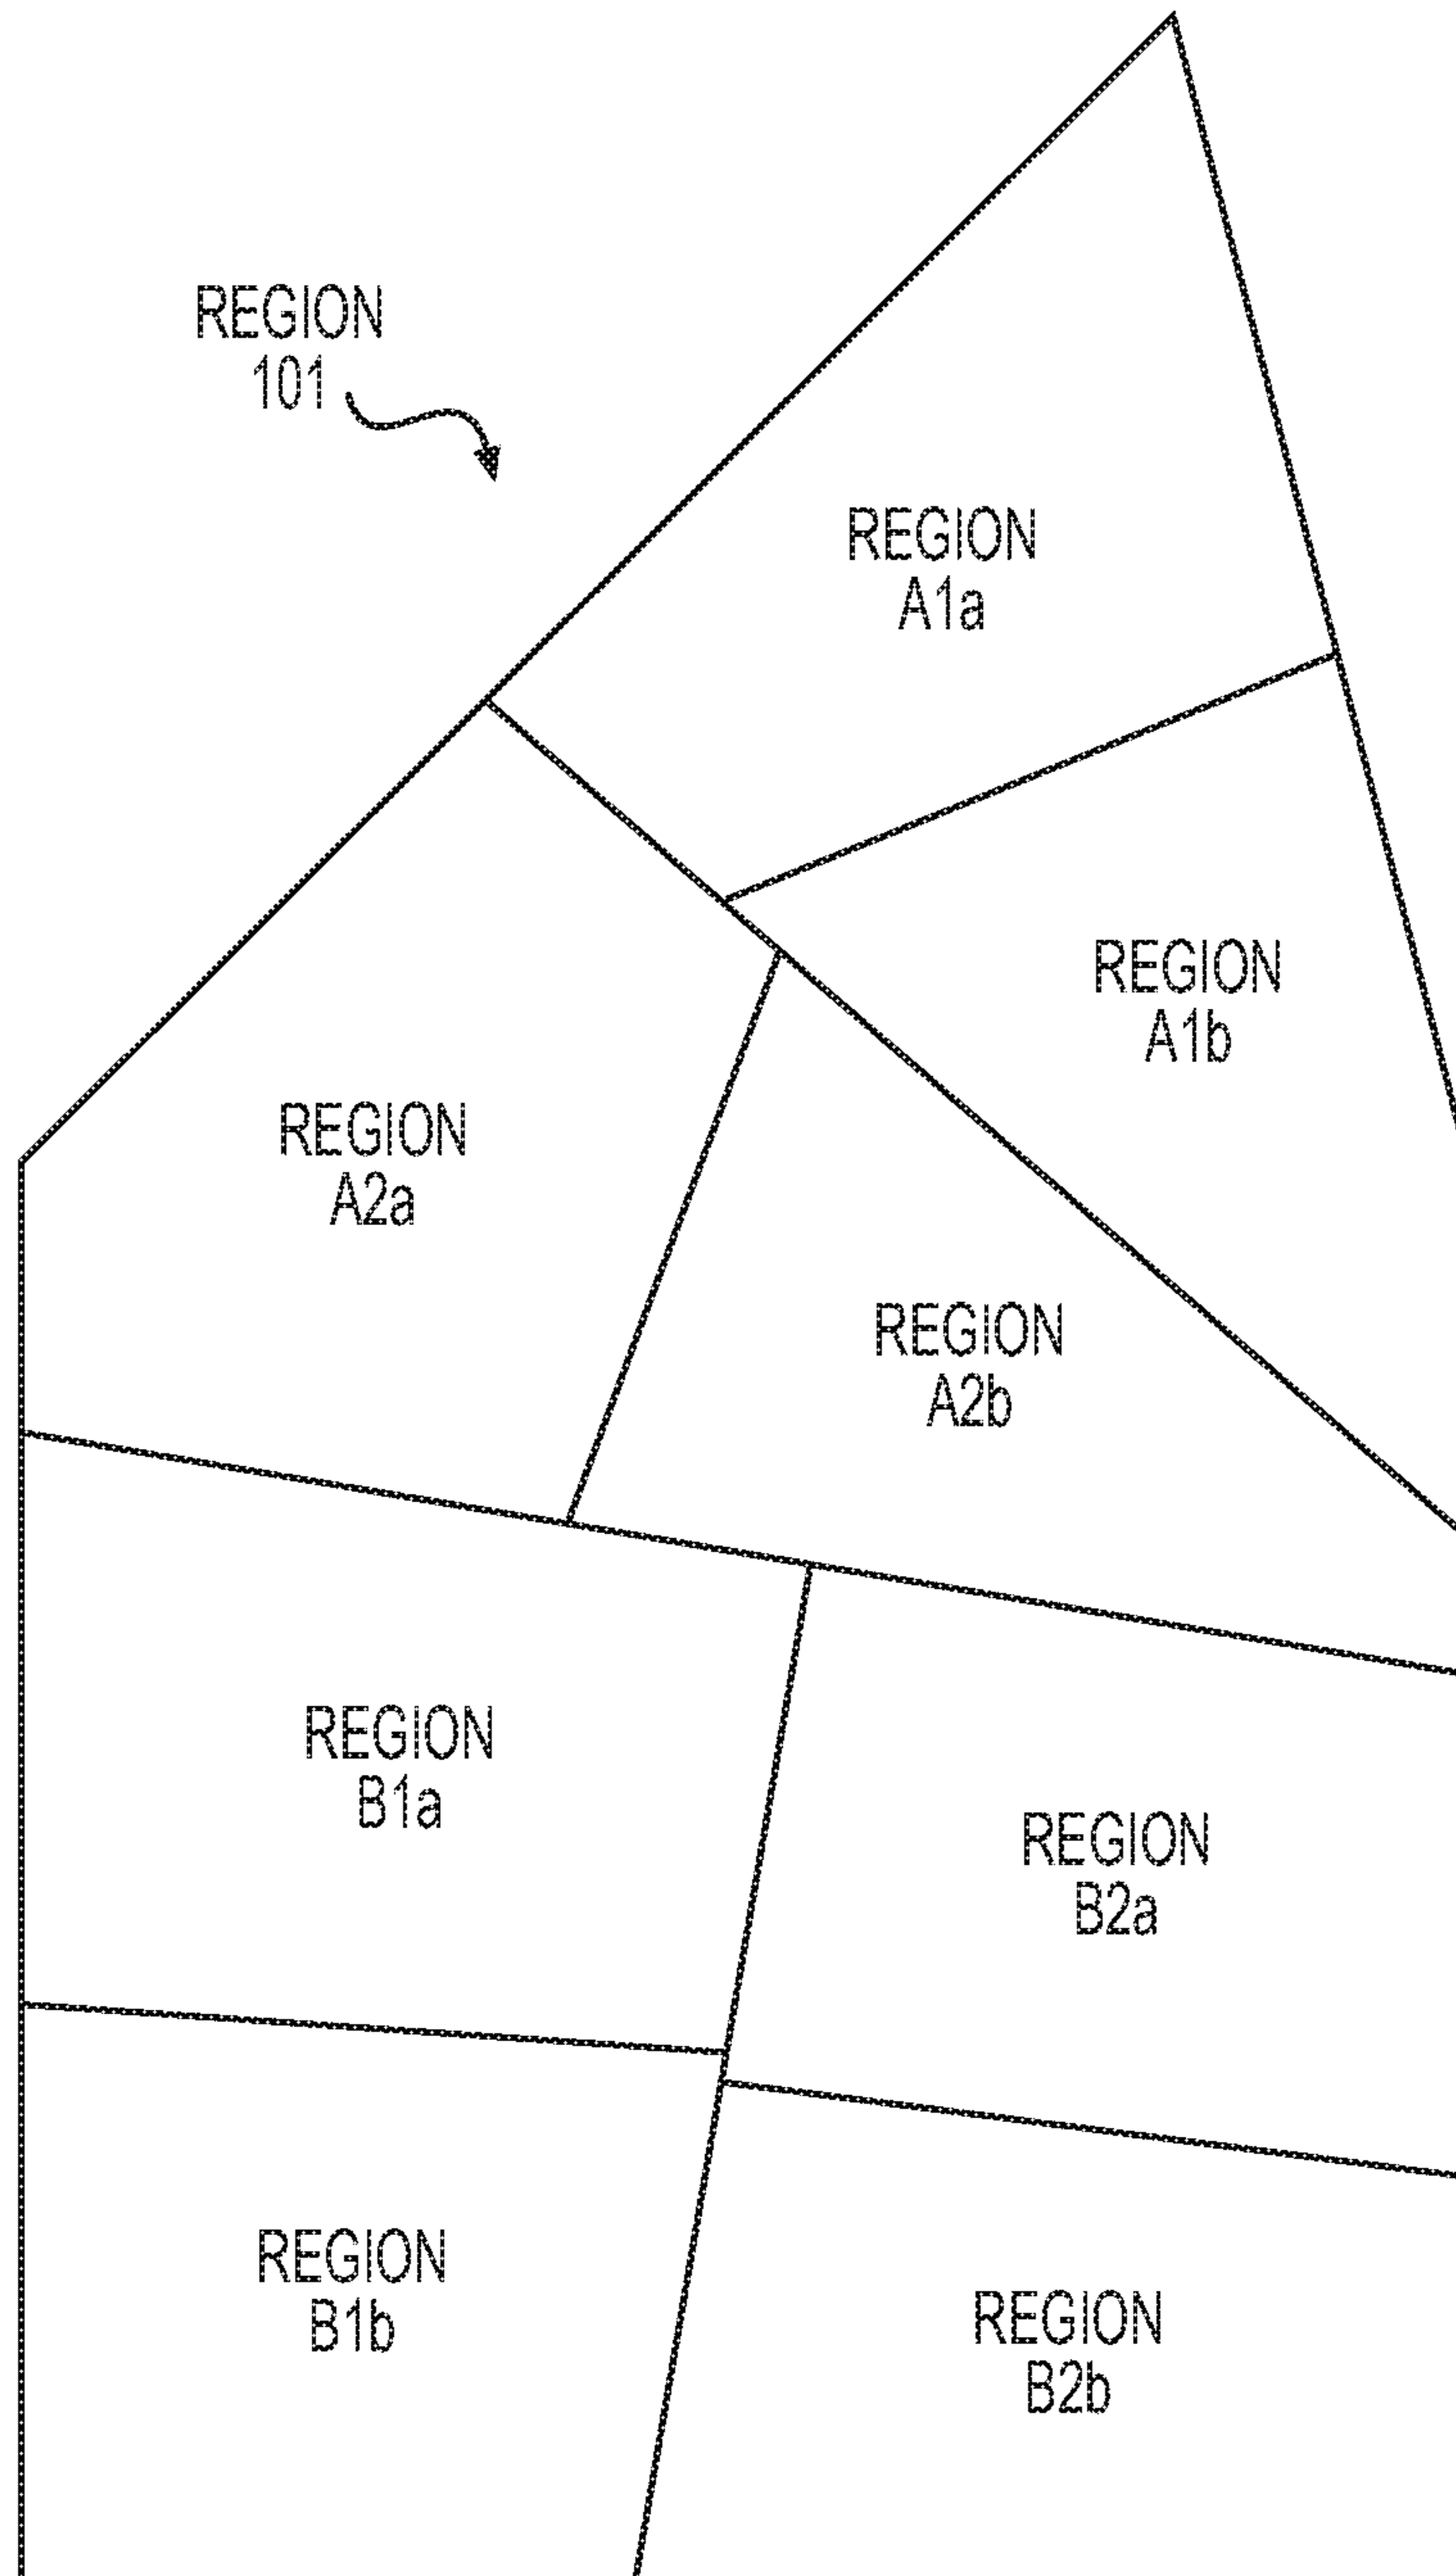 REGION
101
REGION
A1a
REGION
A1b
REGION
A2a
REGION
A2b
REGION
B1a
REGION
B2a
REGION
B1b
REGION
B2b